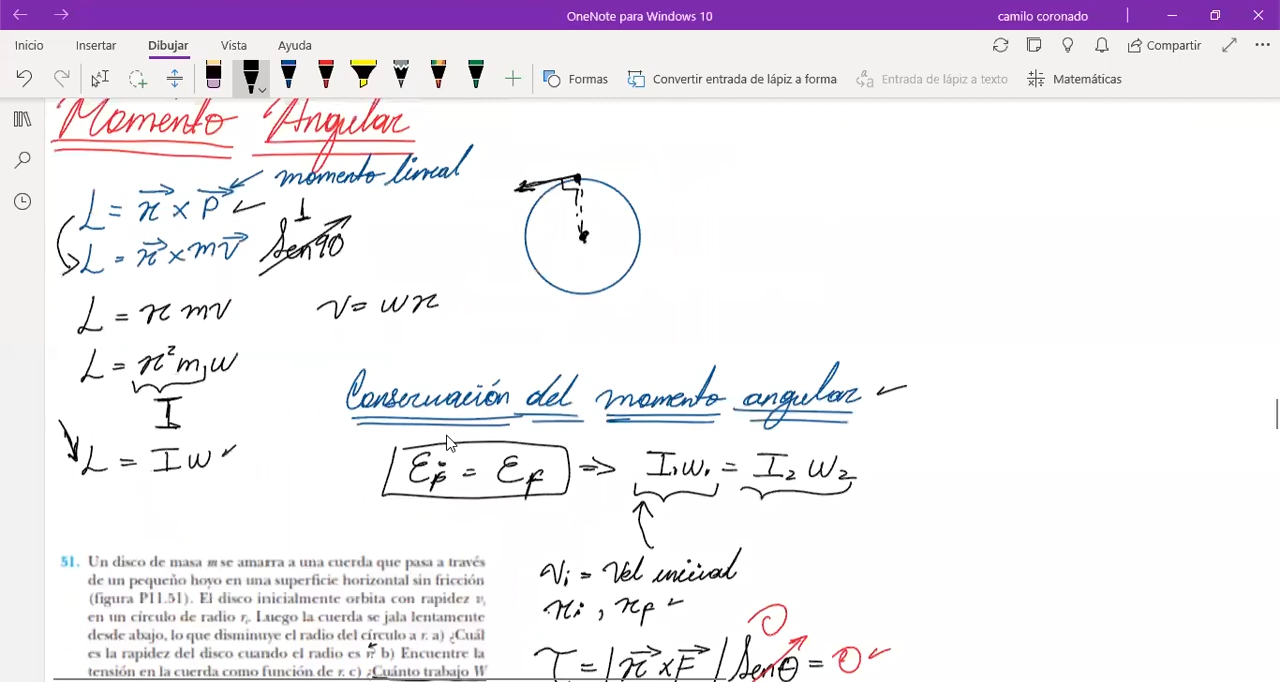 OneNote para Windows 10
camilo coronado
Inicio Insertar Dibujar Vista Ayuda
Compartir
Formas Convertir entrada de lápiz a forma Entrada de lápiz a texto Matemáticas
Momento Angular
momento lineal
L = r × P
1
L = r × mv Sen 90
L = r mv v = wr
L = r² m, w
I
L = I w
Conservación del momento angular
Ei = Ef => I₁w₁ = I₂ w₂
51. Un disco de masa m se amarra a una cuerda que pasa a través
de un pequeño hoyo en una superficie horizontal sin fricción
(figura P11.51). El disco inicialmente orbita con rapidez vᵢ
en un círculo de radio rᵢ. Luego la cuerda se jala lentamente
desde abajo, lo que disminuye el radio del círculo a r. a) ¿Cuál
es la rapidez del disco cuando el radio es r? b) Encuentre la
tensión en la cuerda como función de r. c) ¿Cuánto trabajo W
vi = Vel inicial
ri , rf
0
τ = |r × F| Sen θ = 0